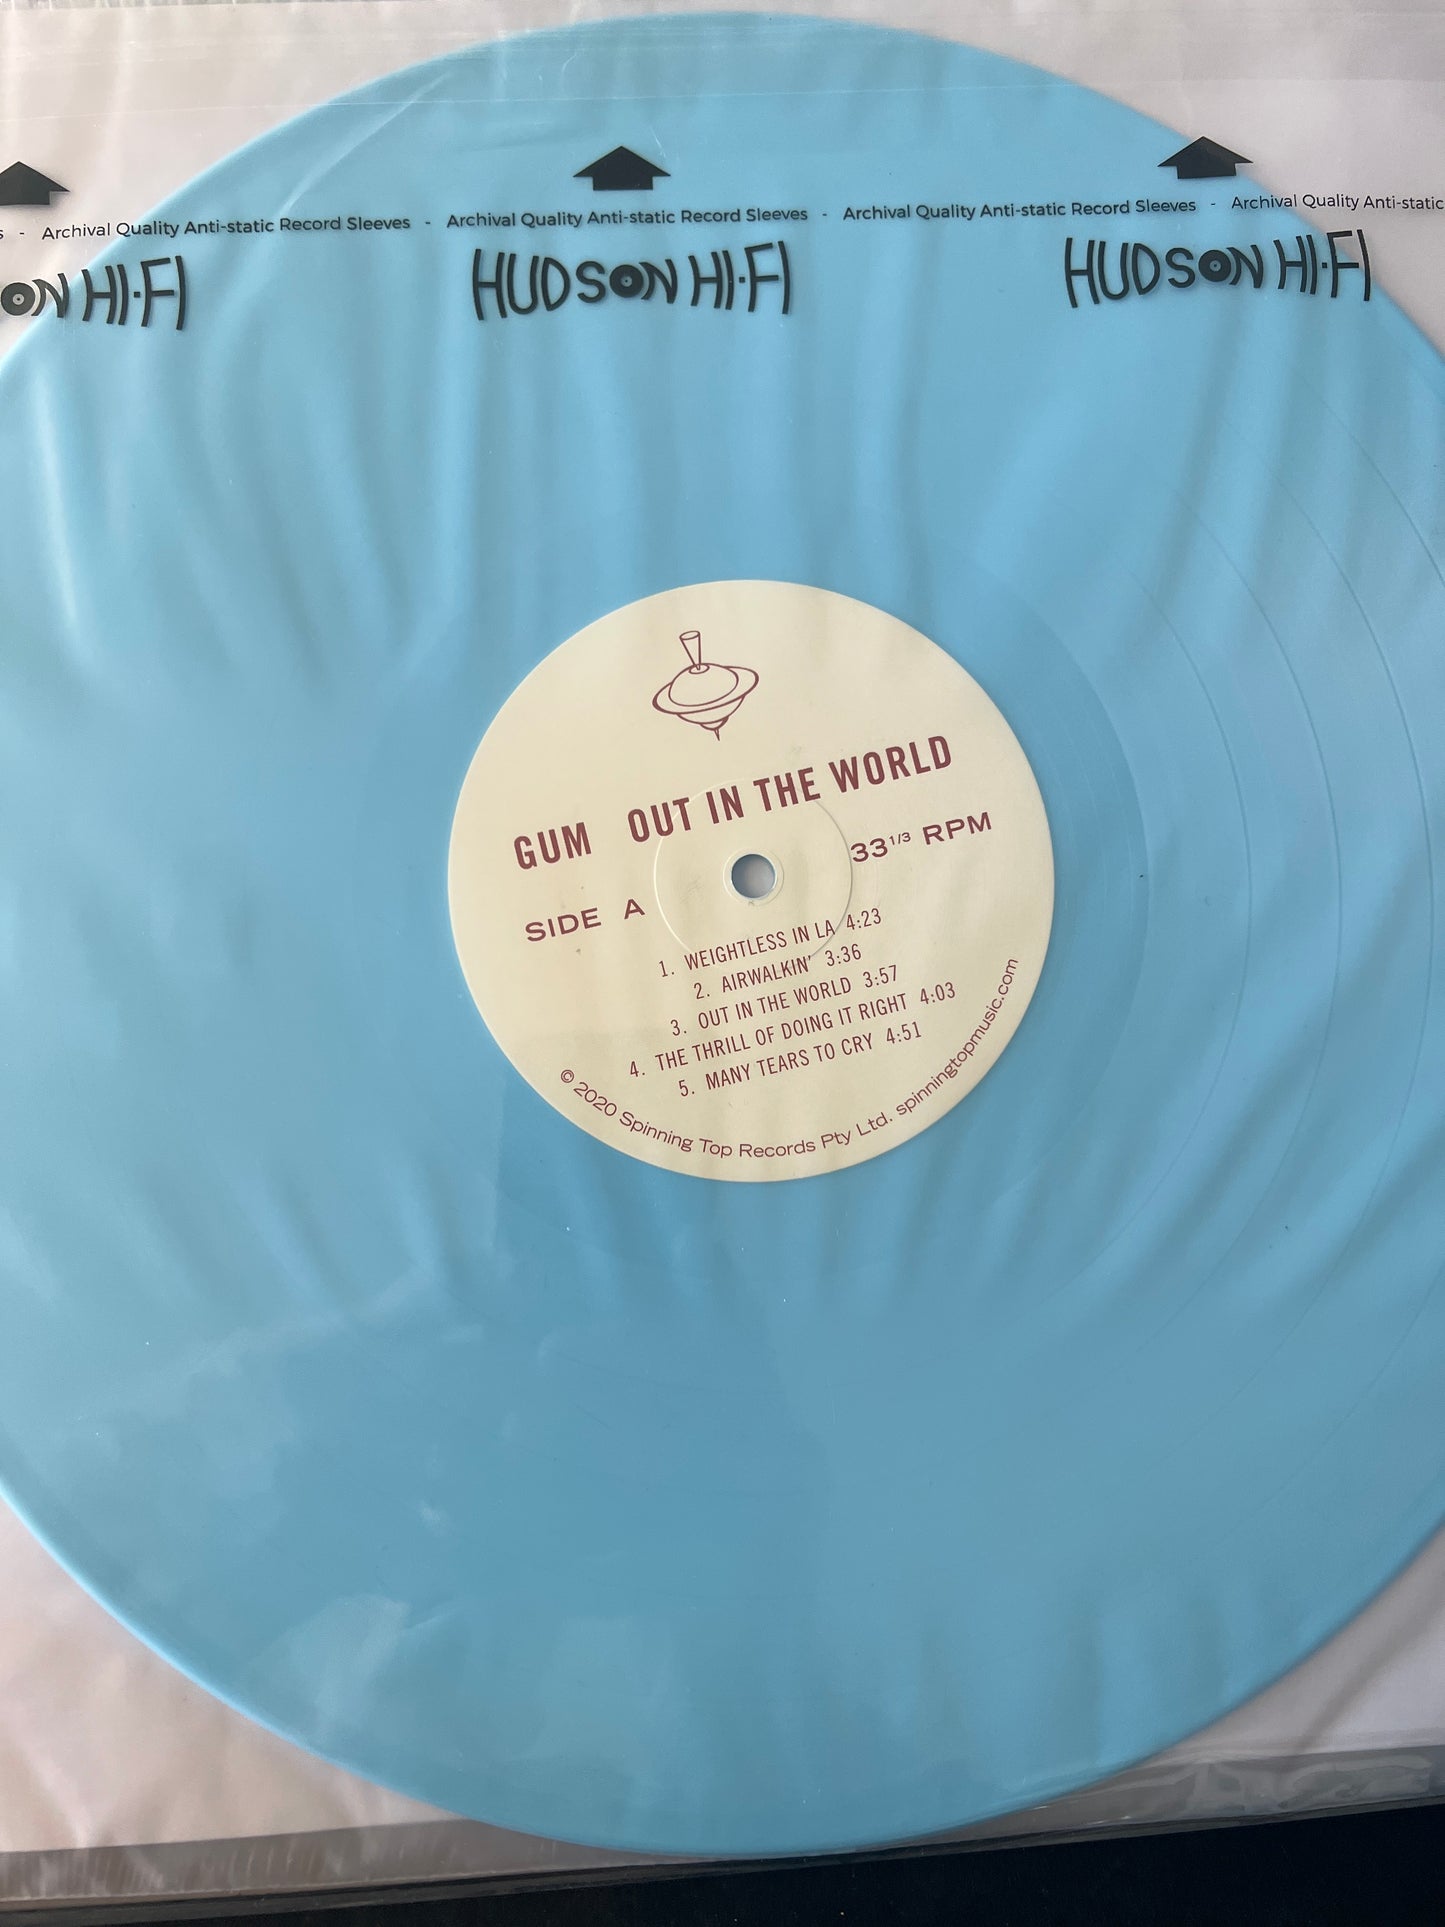 s - Archival Quality Anti-static Record Sleeves - Archival Quality Anti-static Record Sleeves - Archival Quality Anti-static Record Sleeves - Archival Quality Anti-static
ON HI-FI HUDSON HI-FI HUDSON HI-FI
GUM OUT IN THE WORLD
SIDE A 33 1/3 RPM
1. WEIGHTLESS IN LA 4:23
2. AIRWALKIN' 3:36
3. OUT IN THE WORLD 3:57
4. THE THRILL OF DOING IT RIGHT 4:03
5. MANY TEARS TO CRY 4:51
© 2020 Spinning Top Records Pty Ltd. spinningtopmusic.com